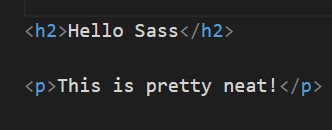 <h2>Hello Sass</h2>
<p>This is pretty neat!</p>